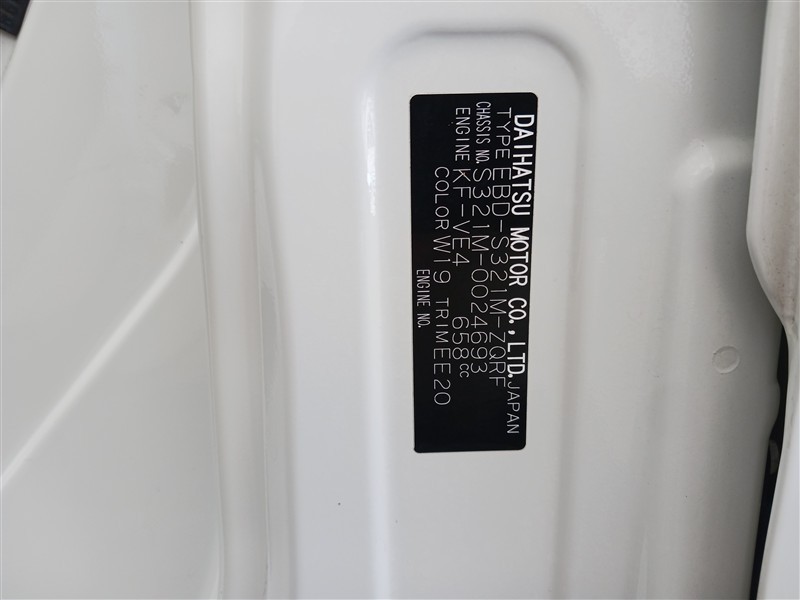 DAIHATSU MOTOR CO., LTD. JAPAN
TYPE EBD-S321M-ZQRF
CHASSIS NO. S321M-0024693
ENGINE KF-VE4 658cc
COLOR W19 TRIM EE20
ENGINE NO.